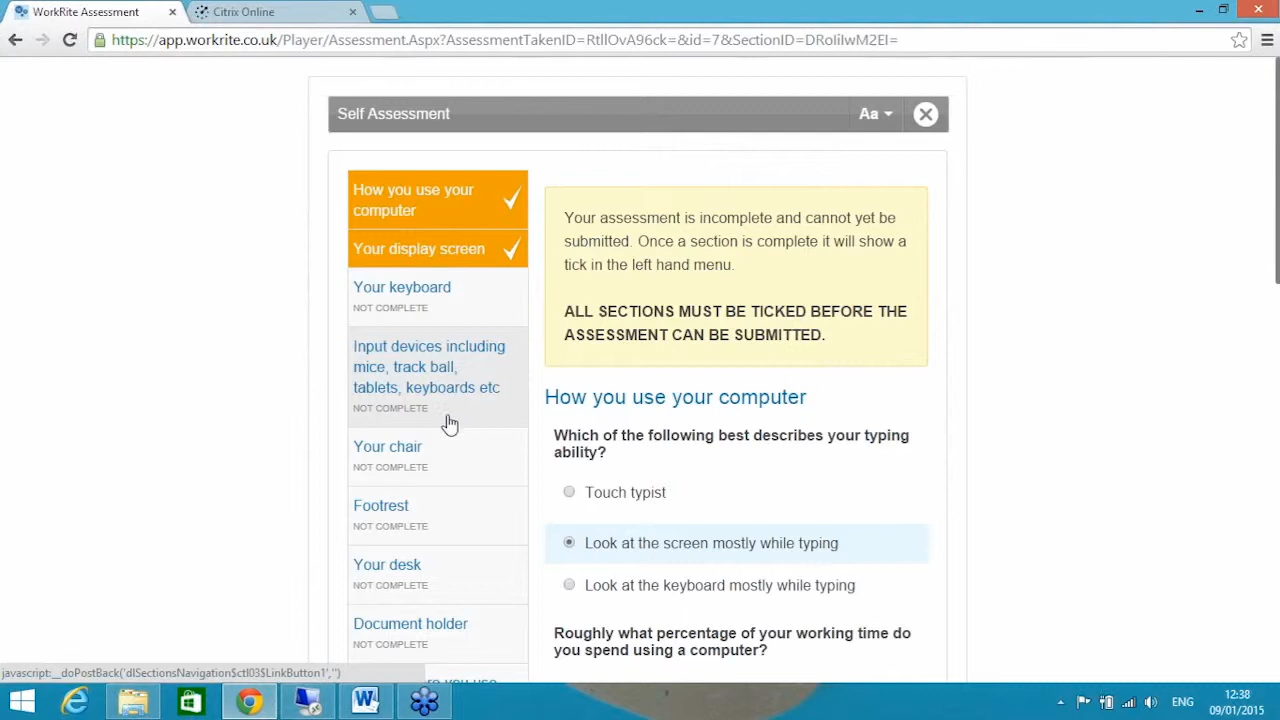 WorkRite Assessment
Citrix Online
https://app.workrite.co.uk/Player/Assessment.Aspx?AssessmentTakenID=RtllOvA96ck=&id=7&SectionID=DRoIiIwM2EI=
Self Assessment
Aa
How you use your
computer
Your display screen
Your keyboard
NOT COMPLETE
Input devices including
mice, track ball,
tablets, keyboards etc
NOT COMPLETE
Your chair
NOT COMPLETE
Footrest
NOT COMPLETE
Your desk
NOT COMPLETE
Document holder
NOT COMPLETE
Your assessment is incomplete and cannot yet be
submitted. Once a section is complete it will show a
tick in the left hand menu.
ALL SECTIONS MUST BE TICKED BEFORE THE
ASSESSMENT CAN BE SUBMITTED.
How you use your computer
Which of the following best describes your typing
ability?
Touch typist
Look at the screen mostly while typing
Look at the keyboard mostly while typing
Roughly what percentage of your working time do
you spend using a computer?
javascript:__doPostBack('dlSectionsNavigation$ctl03$LinkButton1','')
ENG
12:38
09/01/2015